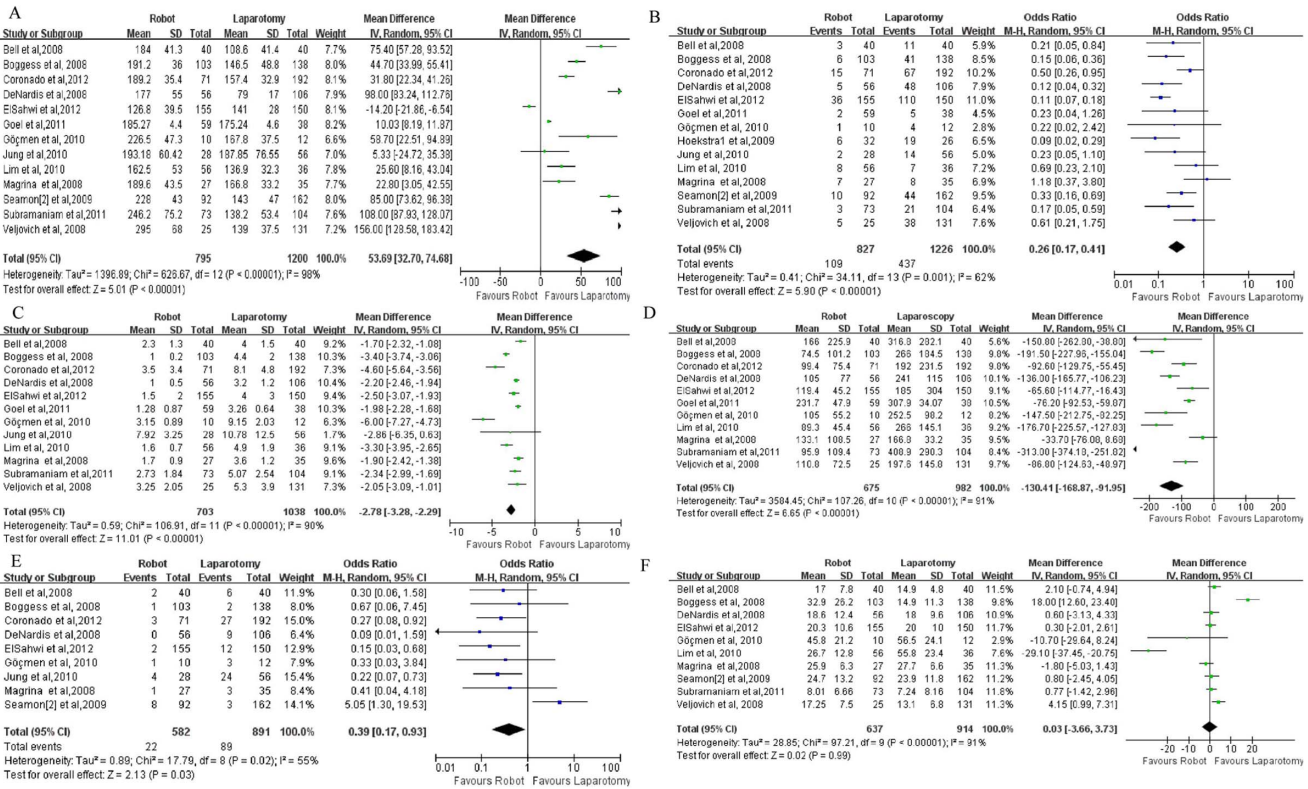 A
Robot Laparotomy Mean Difference Mean Difference
Study or Subgroup Mean SD Total Mean SD Total Weight IV, Random, 95% CI IV, Random, 95% CI
Bell et al,2008 184 41.3 40 108.6 41.4 40 7.7% 75.40 [57.28, 93.52]
Boggess et al, 2008 191.2 36 103 146.5 48.8 138 8.0% 44.70 [33.99, 55.41]
Coronado et al,2012 189.2 35.4 71 157.4 32.9 192 8.0% 31.80 [22.34, 41.26]
DeNardis et al,2008 177 55 56 79 17 106 7.8% 98.00 [83.24, 112.76]
ElSahwi et al,2012 126.8 39.5 155 141 28 150 8.1% -14.20 [-21.86, -6.54]
Goel et al,2011 185.27 4.4 59 175.24 4.6 38 8.2% 10.03 [8.19, 11.87]
Göçmen et al, 2010 226.5 47.3 10 167.8 37.5 12 6.6% 58.70 [22.51, 94.89]
Jung et al,2010 193.18 60.42 28 187.85 76.55 56 7.0% 5.33 [-24.72, 35.38]
Lim et al, 2010 162.5 53 56 136.9 32.3 36 7.7% 25.60 [8.16, 43.04]
Magrina et al,2008 189.6 43.5 27 166.8 33.2 35 7.6% 22.80 [3.05, 42.55]
Seamon[2] et al,2009 228 43 92 143 47 162 8.0% 85.00 [73.62, 96.38]
Subramaniam et al,2011 246.2 75.2 73 138.2 53.4 104 7.6% 108.00 [87.93, 128.07]
Veljovich et al, 2008 295 68 25 139 37.5 131 7.2% 156.00 [128.58, 183.42]
Total (95% CI) 795 1200 100.0% 53.69 [32.70, 74.68]
Heterogeneity: Tau² = 1396.89; Chi² = 626.67, df = 12 (P < 0.00001); I² = 98%
Test for overall effect: Z = 5.01 (P < 0.00001)
-100 -50 0 50 100
Favours Robot Favours Laparotomy
B
Robot Laparotomy Odds Ratio Odds Ratio
Study or Subgroup Events Total Events Total Weight M-H, Random, 95% CI M-H, Random, 95% CI
Bell et al,2008 3 40 11 40 5.9% 0.21 [0.05, 0.84]
Boggess et al, 2008 6 103 41 138 8.8% 0.15 [0.06, 0.36]
Coronado et al,2012 15 71 67 192 10.6% 0.50 [0.26, 0.95]
DeNardis et al,2008 5 56 48 106 7.8% 0.12 [0.04, 0.32]
ElSahwi et al,2012 36 155 110 150 11.5% 0.11 [0.07, 0.18]
Goel et al,2011 2 59 5 38 4.5% 0.23 [0.04, 1.26]
Göçmen et al, 2010 1 10 4 12 2.6% 0.22 [0.02, 2.42]
Hoekstra1 et al,2009 6 32 19 26 6.6% 0.09 [0.02, 0.29]
Jung et al,2010 2 28 14 56 4.9% 0.23 [0.05, 1.10]
Lim et al, 2010 8 56 7 36 7.2% 0.69 [0.23, 2.10]
Magrina et al,2008 7 27 8 35 6.8% 1.18 [0.37, 3.80]
Seamon[2] et al,2009 10 92 44 162 9.7% 0.33 [0.16, 0.69]
Subramaniam et al,2011 3 73 21 104 6.6% 0.17 [0.05, 0.59]
Veljovich et al, 2008 5 25 38 131 7.7% 0.61 [0.21, 1.75]
Total (95% CI) 827 1226 100.0% 0.26 [0.17, 0.41]
Total events 109 437
Heterogeneity: Tau² = 0.41; Chi² = 34.11, df = 13 (P = 0.001); I² = 62%
Test for overall effect: Z = 5.90 (P < 0.00001)
0.01 0.1 1 10 100
Favours Robot Favours Laparotomy
C
Robot Laparotomy Mean Difference Mean Difference
Study or Subgroup Mean SD Total Mean SD Total Weight IV, Random, 95% CI IV, Random, 95% CI
Bell et al,2008 2.3 1.3 40 4 1.5 40 9.2% -1.70 [-2.32, -1.08]
Boggess et al, 2008 1 0.2 103 4.4 2 138 10.0% -3.40 [-3.74, -3.06]
Coronado et al,2012 3.5 3.4 71 8.1 4.8 192 7.3% -4.60 [-5.64, -3.56]
DeNardis et al,2008 1 0.5 56 3.2 1.2 106 10.2% -2.20 [-2.46, -1.94]
ElSahwi et al,2012 1.5 2 155 4 3 150 9.4% -2.50 [-3.07, -1.93]
Goel et al,2011 1.28 0.87 59 3.26 0.64 38 10.1% -1.98 [-2.28, -1.68]
Göçmen et al, 2010 3.15 0.89 10 9.15 2.03 12 6.4% -6.00 [-7.27, -4.73]
Jung et al,2010 7.92 3.25 28 10.78 12.5 56 1.7% -2.86 [-6.35, 0.63]
Lim et al, 2010 1.6 0.7 56 4.9 1.9 36 9.1% -3.30 [-3.95, -2.65]
Magrina et al,2008 1.7 0.9 27 3.6 1.2 35 9.5% -1.90 [-2.42, -1.38]
Subramaniam et al,2011 2.73 1.84 73 5.07 2.54 104 9.2% -2.34 [-2.99, -1.69]
Veljovich et al, 2008 3.25 2.05 25 5.3 3.9 131 7.3% -2.05 [-3.09, -1.01]
Total (95% CI) 703 1038 100.0% -2.78 [-3.28, -2.29]
Heterogeneity: Tau² = 0.59; Chi² = 106.91, df = 11 (P < 0.00001); I² = 90%
Test for overall effect: Z = 11.01 (P < 0.00001)
-10 -5 0 5 10
Favours Robot Favours Laparotomy
D
Robot Laparoscopy Mean Difference Mean Difference
Study or Subgroup Mean SD Total Mean SD Total Weight IV, Random, 95% CI IV, Random, 95% CI
Bell et al,2008 166 225.9 40 316.8 282.1 40 5.6% -150.80 [-262.80, -38.80]
Boggess et al, 2008 74.5 101.2 103 266 184.5 138 10.4% -191.50 [-227.96, -155.04]
Coronado et al,2012 99.4 75.4 71 192 231.5 192 10.3% -92.60 [-129.75, -55.45]
DeNardis et al,2008 105 77 56 241 115 106 10.6% -136.00 [-165.77, -106.23]
ElSahwi et al,2012 119.4 45.2 155 185 304 150 9.8% -65.60 [-114.77, -16.43]
Goel et al,2011 231.7 47.9 59 307.9 34.07 38 11.1% -76.20 [-92.53, -59.87]
Göçmen et al, 2010 105 55.2 10 252.5 98.2 12 8.8% -147.50 [-212.75, -82.25]
Lim et al, 2010 89.3 45.4 56 266 145.1 36 9.8% -176.70 [-225.57, -127.83]
Magrina et al,2008 133.1 108.5 27 166.8 33.2 35 10.1% -33.70 [-76.08, 8.68]
Subramaniam et al,2011 95.9 109.4 73 408.9 290.3 104 9.1% -313.00 [-374.18, -251.82]
Veljovich et al, 2008 110.8 72.5 25 197.6 145.8 131 10.3% -86.80 [-124.63, -48.97]
Total (95% CI) 675 982 100.0% -130.41 [-168.87, -91.95]
Heterogeneity: Tau² = 3584.45; Chi² = 107.26, df = 10 (P < 0.00001); I² = 91%
Test for overall effect: Z = 6.65 (P < 0.00001)
-200 -100 0 100 200
Favours Robot Favours Laparotomy
E
Robot Laparotomy Odds Ratio Odds Ratio
Study or Subgroup Events Total Events Total Weight M-H, Random, 95% CI M-H, Random, 95% CI
Bell et al,2008 2 40 6 40 11.9% 0.30 [0.06, 1.58]
Boggess et al, 2008 1 103 2 138 8.0% 0.67 [0.06, 7.45]
Coronado et al,2012 3 71 27 192 15.0% 0.27 [0.08, 0.92]
DeNardis et al,2008 0 56 9 106 6.3% 0.09 [0.01, 1.59]
ElSahwi et al,2012 2 155 12 150 12.9% 0.15 [0.03, 0.68]
Göçmen et al, 2010 1 10 3 12 7.9% 0.33 [0.03, 3.84]
Jung et al,2010 4 28 24 56 15.4% 0.22 [0.07, 0.73]
Magrina et al,2008 1 27 3 35 8.4% 0.41 [0.04, 4.18]
Seamon[2] et al,2009 8 92 3 162 14.1% 5.05 [1.30, 19.53]
Total (95% CI) 582 891 100.0% 0.39 [0.17, 0.93]
Total events 22 89
Heterogeneity: Tau² = 0.89; Chi² = 17.79, df = 8 (P = 0.02); I² = 55%
Test for overall effect: Z = 2.13 (P = 0.03)
0.01 0.1 1 10 100
Favours Robot Favours Laparotomy
F
Robot Laparotomy Mean Difference Mean Difference
Study or Subgroup Mean SD Total Mean SD Total Weight IV, Random, 95% CI IV, Random, 95% CI
Bell et al,2008 17 7.8 40 14.9 4.8 40 11.5% 2.10 [-0.74, 4.94]
Boggess et al, 2008 32.9 26.2 103 14.9 11.3 138 9.8% 18.00 [12.60, 23.40]
DeNardis et al,2008 18.6 12.4 56 18 9.6 106 11.1% 0.60 [-3.13, 4.33]
ElSahwi et al,2012 20.3 10.6 155 20 10 150 11.7% 0.30 [-2.01, 2.61]
Göçmen et al, 2010 45.8 21.2 10 56.5 24.1 12 2.7% -10.70 [-29.64, 8.24]
Lim et al, 2010 26.7 12.8 56 55.8 23.4 36 7.5% -29.10 [-37.45, -20.75]
Magrina et al,2008 25.9 6.3 27 27.7 6.6 35 11.3% -1.80 [-5.03, 1.43]
Seamon[2] et al,2009 24.7 13.2 92 23.9 11.8 162 11.3% 0.80 [-2.45, 4.05]
Subramaniam et al,2011 8.01 6.66 73 7.24 8.16 104 11.8% 0.77 [-1.42, 2.96]
Veljovich et al, 2008 17.25 7.5 25 13.1 6.8 131 11.3% 4.15 [0.99, 7.31]
Total (95% CI) 637 914 100.0% 0.03 [-3.66, 3.73]
Heterogeneity: Tau² = 28.85; Chi² = 97.21, df = 9 (P < 0.00001); I² = 91%
Test for overall effect: Z = 0.02 (P = 0.99)
-40 -20 0 20 40
Favours Robot Favours Laparotomy